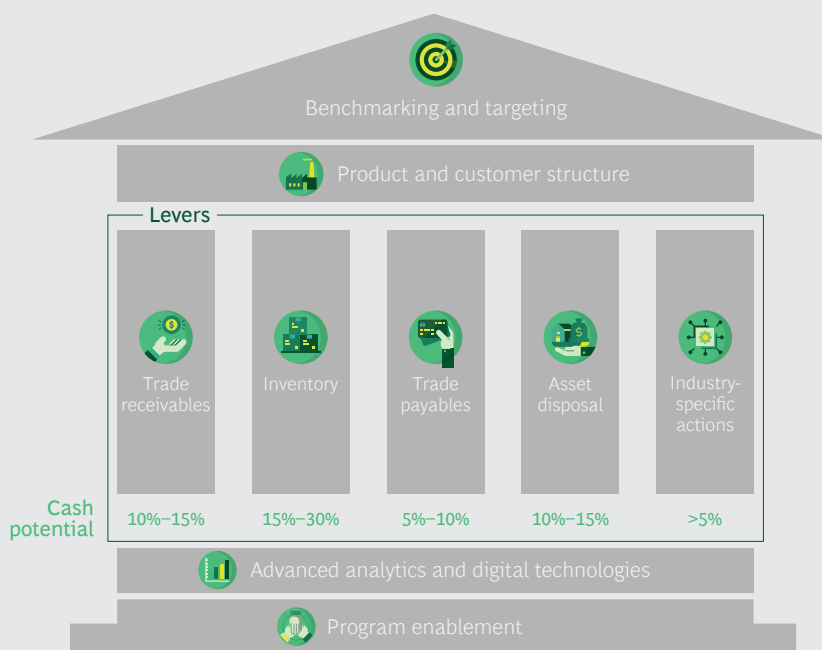 Benchmarking and targeting
Product and customer structure
Levers
Trade
receivables
Inventory
Trade
payables
Asset
disposal
Industry-
specific
actions
Cash
potential
10%–15%
15%–30%
5%–10%
10%–15%
>5%
Advanced analytics and digital technologies
Program enablement